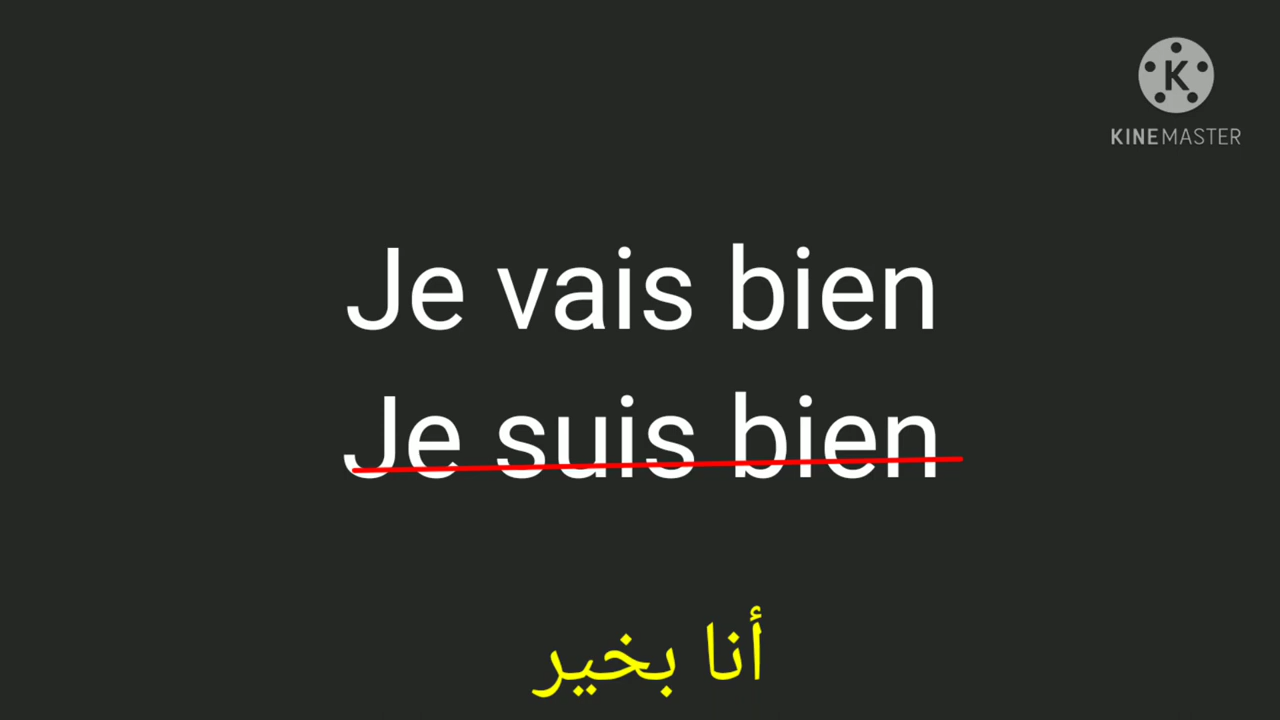 KINEMASTER
Je vais bien
Je suis bien
أنا بخير